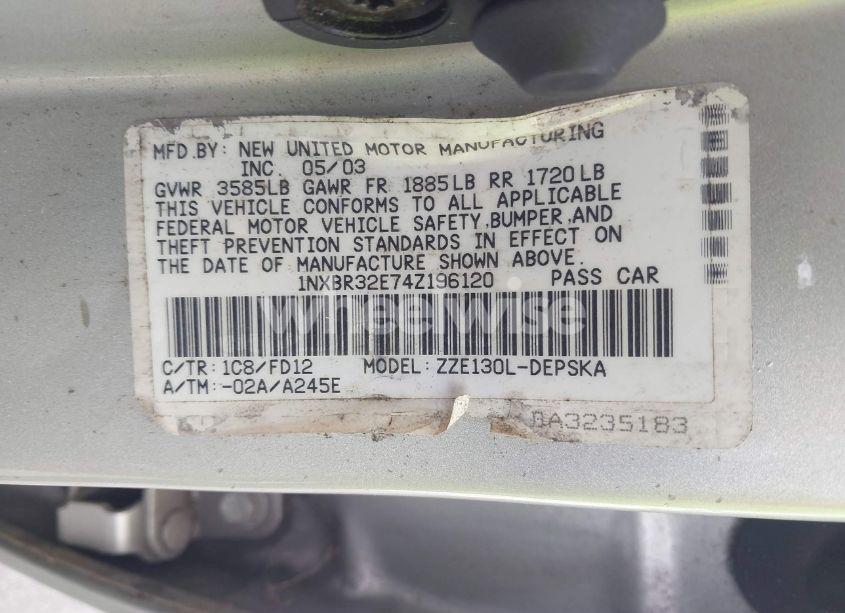 MFD.BY: NEW UNITED MOTOR MANUFACTURING
INC. 05/03
GVWR 3585LB GAWR FR 1885LB RR 1720LB
THIS VEHICLE CONFORMS TO ALL APPLICABLE
FEDERAL MOTOR VEHICLE SAFETY,BUMPER,AND
THEFT PREVENTION STANDARDS IN EFFECT ON
THE DATE OF MANUFACTURE SHOWN ABOVE.
1NXBR32E74Z196120 PASS CAR
wheelwise
C/TR: 1C8/FD12 MODEL: ZZE130L-DEPSKA
A/TM:-02A/A245E
BA3235183